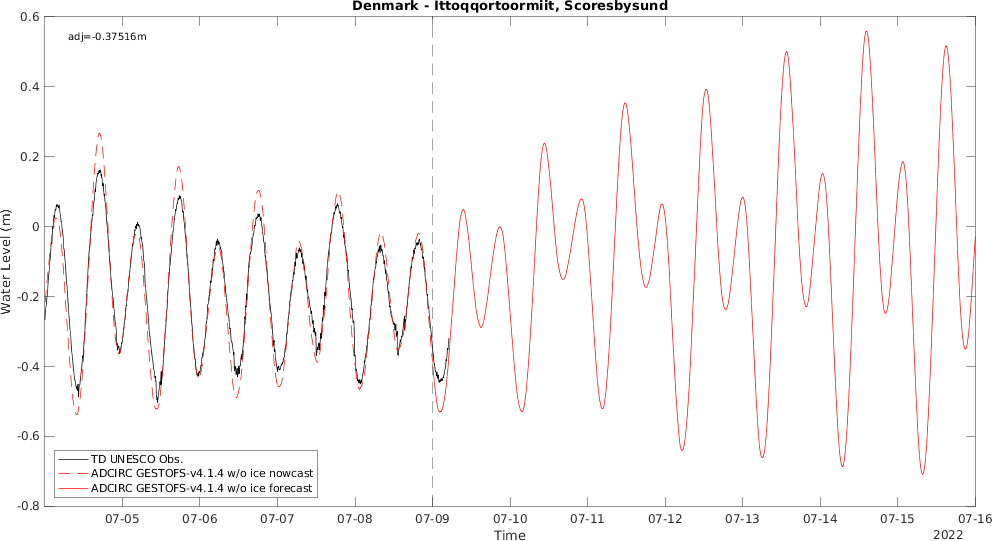 Denmark - Ittoqqortoormiit, Scoresbysund
adj=-0.37516m
0.6
0.4
0.2
0
-0.2
-0.4
-0.6
-0.8
Water Level (m)
TD UNESCO Obs.
ADCIRC GESTOFS-v4.1.4 w/o ice nowcast
ADCIRC GESTOFS-v4.1.4 w/o ice forecast
07-05 07-06 07-07 07-08 07-09 07-10 07-11 07-12 07-13 07-14 07-15 07-16
Time
2022